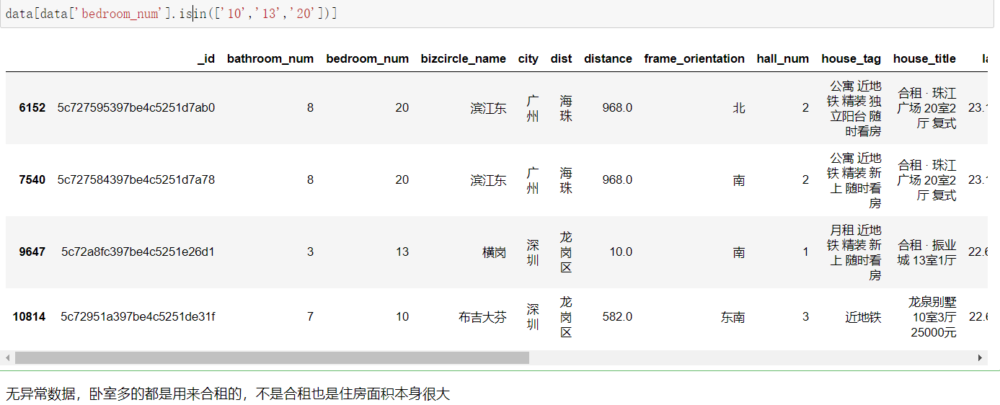 data[data['bedroom_num'].isin(['10','13','20'])]
_id bathroom_num bedroom_num bizcircle_name city dist distance frame_orientation hall_num house_tag house_title
6152 5c727595397be4c5251d7ab0 8 20 滨江东 广州 海珠 968.0 北 2 公寓 近地铁 精装 独立阳台 随时看房 合租 · 珠江广场 20室2厅 复式 23.1
7540 5c727584397be4c5251d7a78 8 20 滨江东 广州 海珠 968.0 南 2 公寓 近地铁 精装 新上 随时看房 合租 · 珠江广场 20室2厅 复式 23.1
9647 5c72a8fc397be4c5251e26d1 3 13 横岗 深圳 龙岗区 10.0 南 1 月租 近地铁 精装 新上 随时看房 合租 · 振业城 13室1厅 22.6
10814 5c72951a397be4c5251de31f 7 10 布吉大芬 深圳 龙岗区 582.0 东南 3 近地铁 龙泉别墅 10室3厅 25000元 22.6
无异常数据，卧室多的都是用来合租的，不是合租也是住房面积本身很大